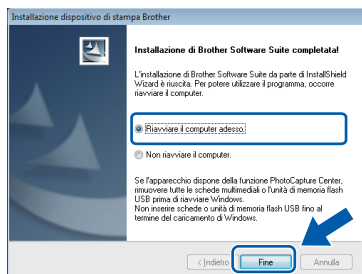 Installazione dispositivo di stampa Brother
Installazione di Brother Software Suite completata!
L'installazione di Brother Software Suite da parte di InstallShield
Wizard è riuscita. Per potere utilizzare il programma, occorre
riavviare il computer.
Riavviare il computer adesso.
Non riavviare il computer.
Se l'apparecchio dispone della funzione PhotoCapture Center,
rimuovere tutte le schede multimediali o l'unità di memoria flash
USB prima di riavviare Windows.
Non inserire schede o unità di memoria flash USB fino al
termine del caricamento di Windows.
< Indietro Fine Annulla